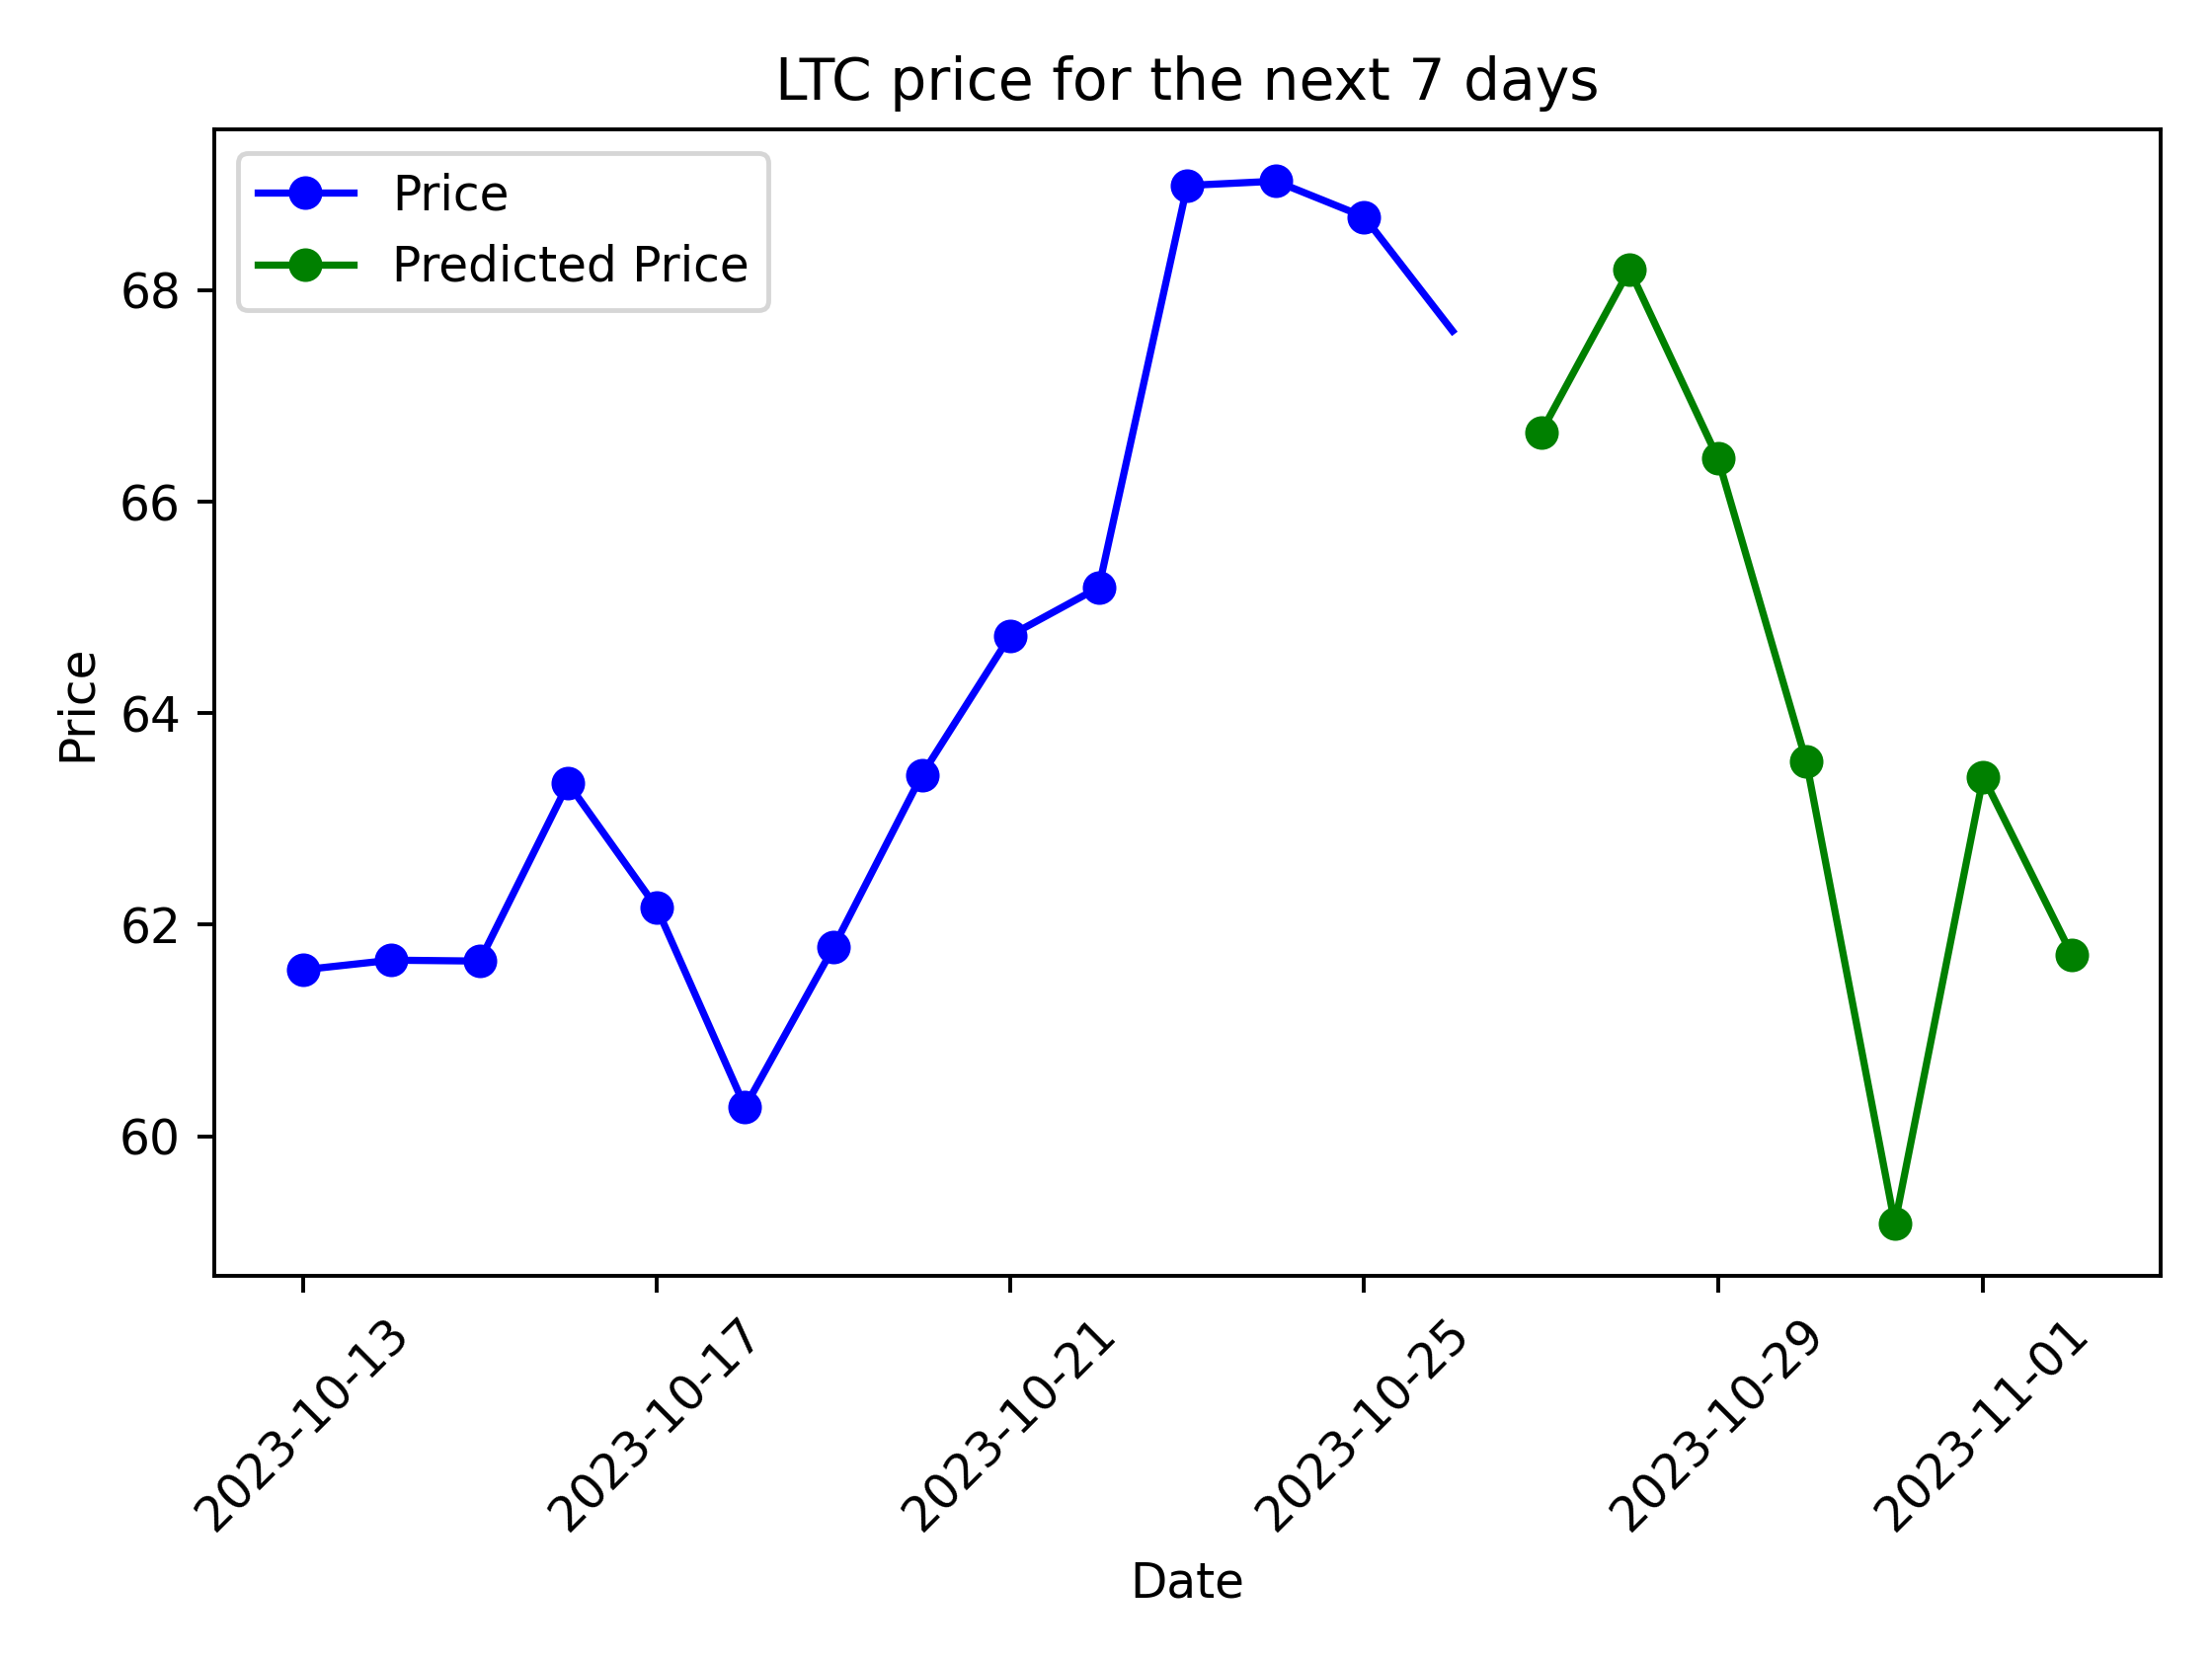 LTC price for the next 7 days
Price
Predicted Price
68
66
64
62
60
Price
2023-10-13
2023-10-17
2023-10-21
2023-10-25
2023-10-29
2023-11-01
Date